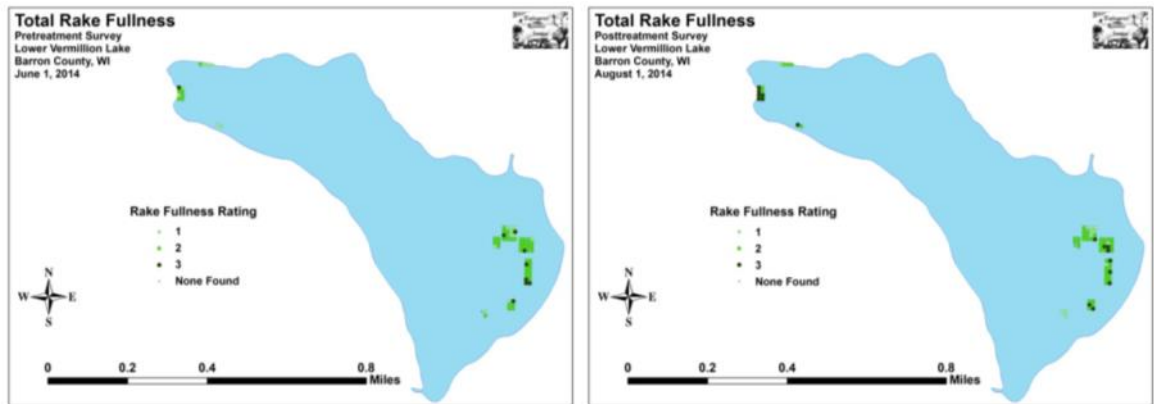 Total Rake Fullness
Pretreatment Survey
Lower Vermillion Lake
Barron County, WI
June 1, 2014
Rake Fullness Rating
1
2
3
None Found
N
W E
S
0 0.2 0.4 0.8
Miles
Total Rake Fullness
Posttreatment Survey
Lower Vermillion Lake
Barron County, WI
August 1, 2014
Rake Fullness Rating
1
2
3
None Found
N
W E
S
0 0.2 0.4 0.8
Miles